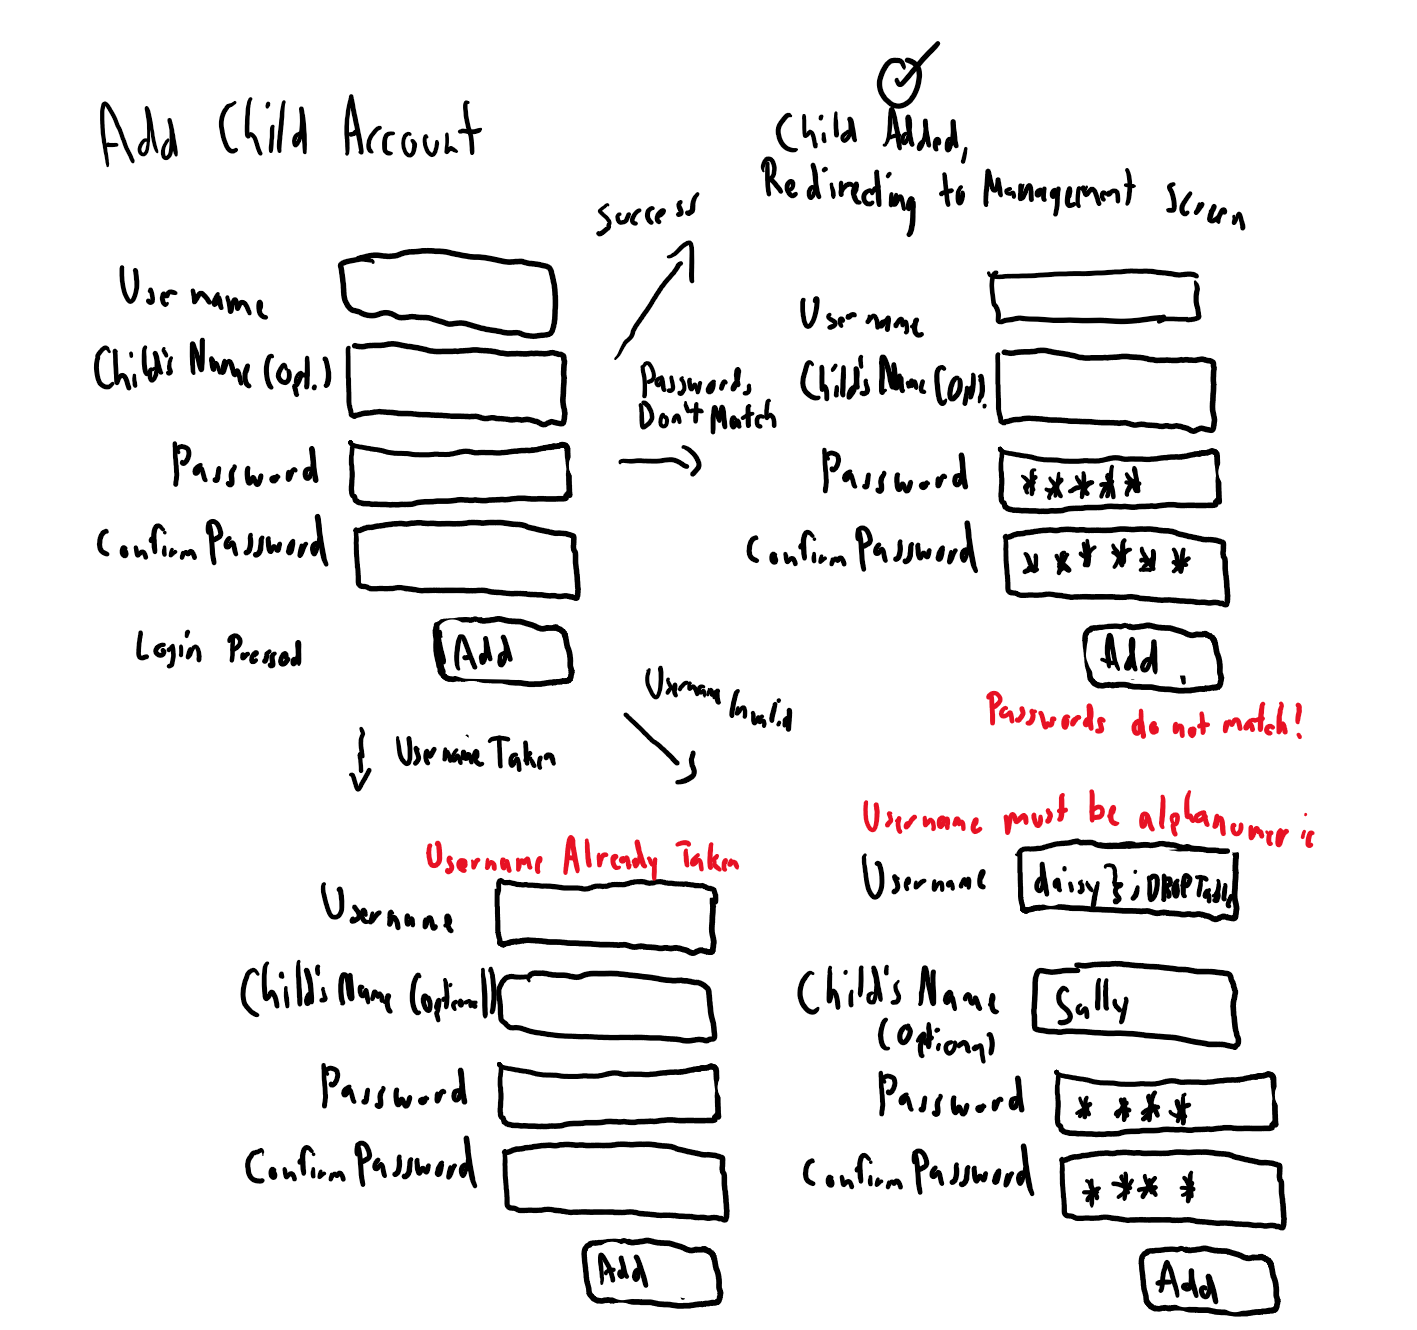 Add Child Account
Username
Child's Name (opt.)
Password
Confirm Password
Login Pressed
Add
Success
Child Added,
Redirecting to Management Screen
Passwords
Don't Match
Username
Child's Name (Opt).
Password
*****
Confirm Password
******
Add
Passwords do not match!
Username Taken
Username Invalid
Username Already Taken
Username
Child's Name (optional)
Password
Confirm Password
Add
Username must be alphanumeric
Username
daisy};DROPTable
Child's Name
(Optional)
Sally
Password
****
Confirm Password
****
Add